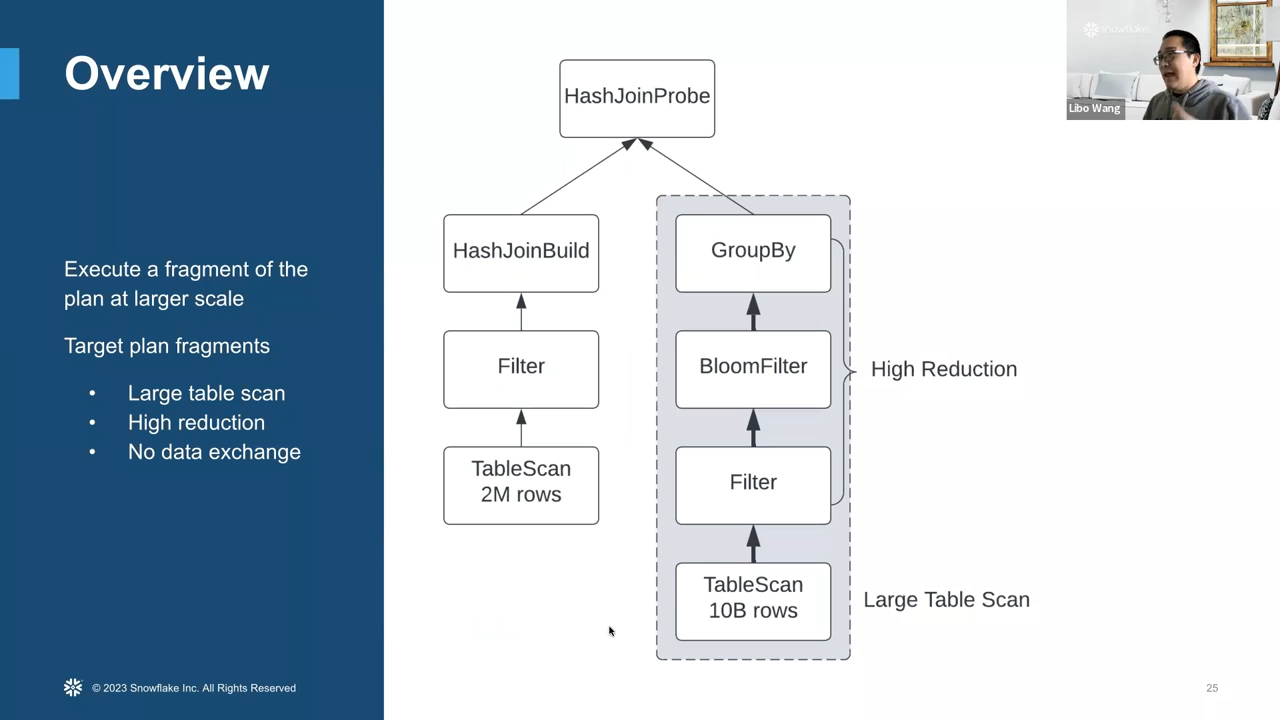 Overview
Execute a fragment of the
plan at larger scale
Target plan fragments
• Large table scan
• High reduction
• No data exchange
© 2023 Snowflake Inc. All Rights Reserved
HashJoinProbe
HashJoinBuild
Filter
TableScan
2M rows
GroupBy
BloomFilter
Filter
TableScan
10B rows
High Reduction
Large Table Scan
snowflake
Libo Wang
25